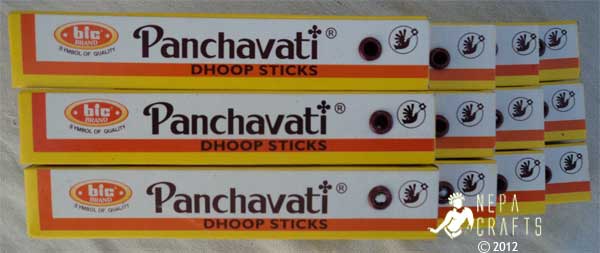 bic
BRAND
SYMBOL OF QUALITY
Panchavati®
DHOOP STICKS
bic
BRAND
SYMBOL OF QUALITY
Panchavati®
DHOOP STICKS
bic
BRAND
SYMBOL OF QUALITY
Panchavati®
DHOOP STICKS
NEPA
CRAFTS
© 2012